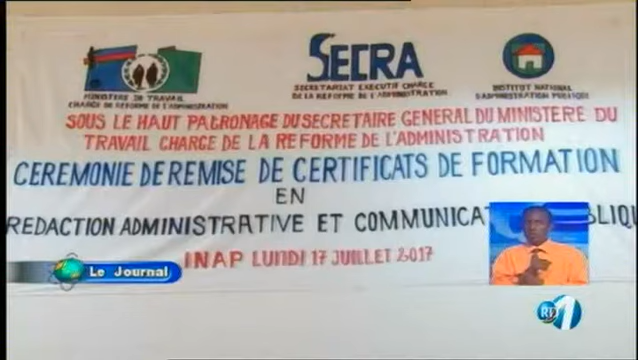 SECRA
MINISTERE DU TRAVAIL
CHARGE DE REFORME DE L'ADMINISTRATION
SECRETARIAT EXECUTIF CHARGE
DE LA REFORME DE L'ADMINISTRATION
INSTITUT NATIONAL
D'ADMINISTRATION PUBLIQUE
SOUS LE HAUT PATRONAGE DU SECRETAIRE GENERAL DU MINISTERE DU
TRAVAIL CHARGE DE LA REFORME DE L'ADMINISTRATION
CEREMONIE DE REMISE DE CERTIFICATS DE FORMATION
EN
REDACTION ADMINISTRATIVE ET COMMUNICAT BLIQU
INAP LUNDI 17 JUILLET 2017
Le Journal
1